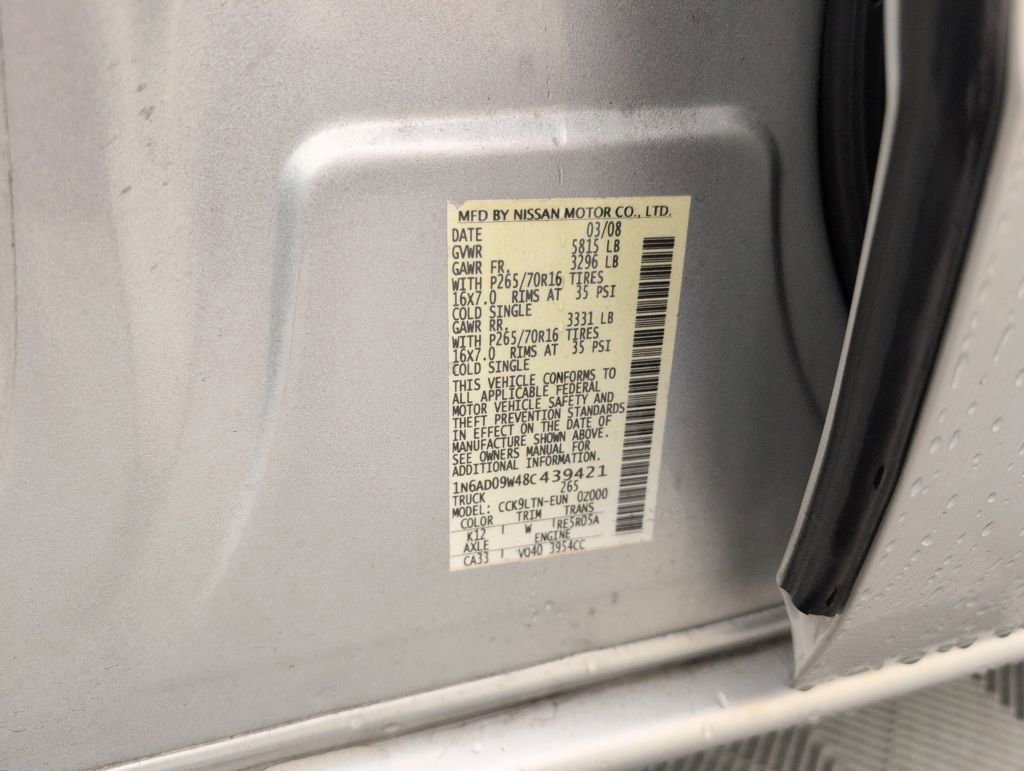 MFD BY NISSAN MOTOR CO., LTD.
DATE 03/08
GVWR 5815 LB
GAWR FR. 3296 LB
WITH P265/70R16 TIRES
16x7.0 RIMS AT 35 PSI
COLD SINGLE
GAWR RR. 3331 LB
WITH P265/70R16 TIRES
16x7.0 RIMS AT 35 PSI
COLD SINGLE
THIS VEHICLE CONFORMS TO
ALL APPLICABLE FEDERAL
MOTOR VEHICLE SAFETY AND
THEFT PREVENTION STANDARDS
IN EFFECT ON THE DATE OF
MANUFACTURE SHOWN ABOVE.
SEE OWNERS MANUAL FOR
ADDITIONAL INFORMATION.
1N6AD09W48C439421
TRUCK 265
MODEL: CCK9LTN-EUN 0Z000
COLOR TRIM TRANS
K12 W RE5R05A
AXLE ENGINE
CA33 VQ40 3954CC